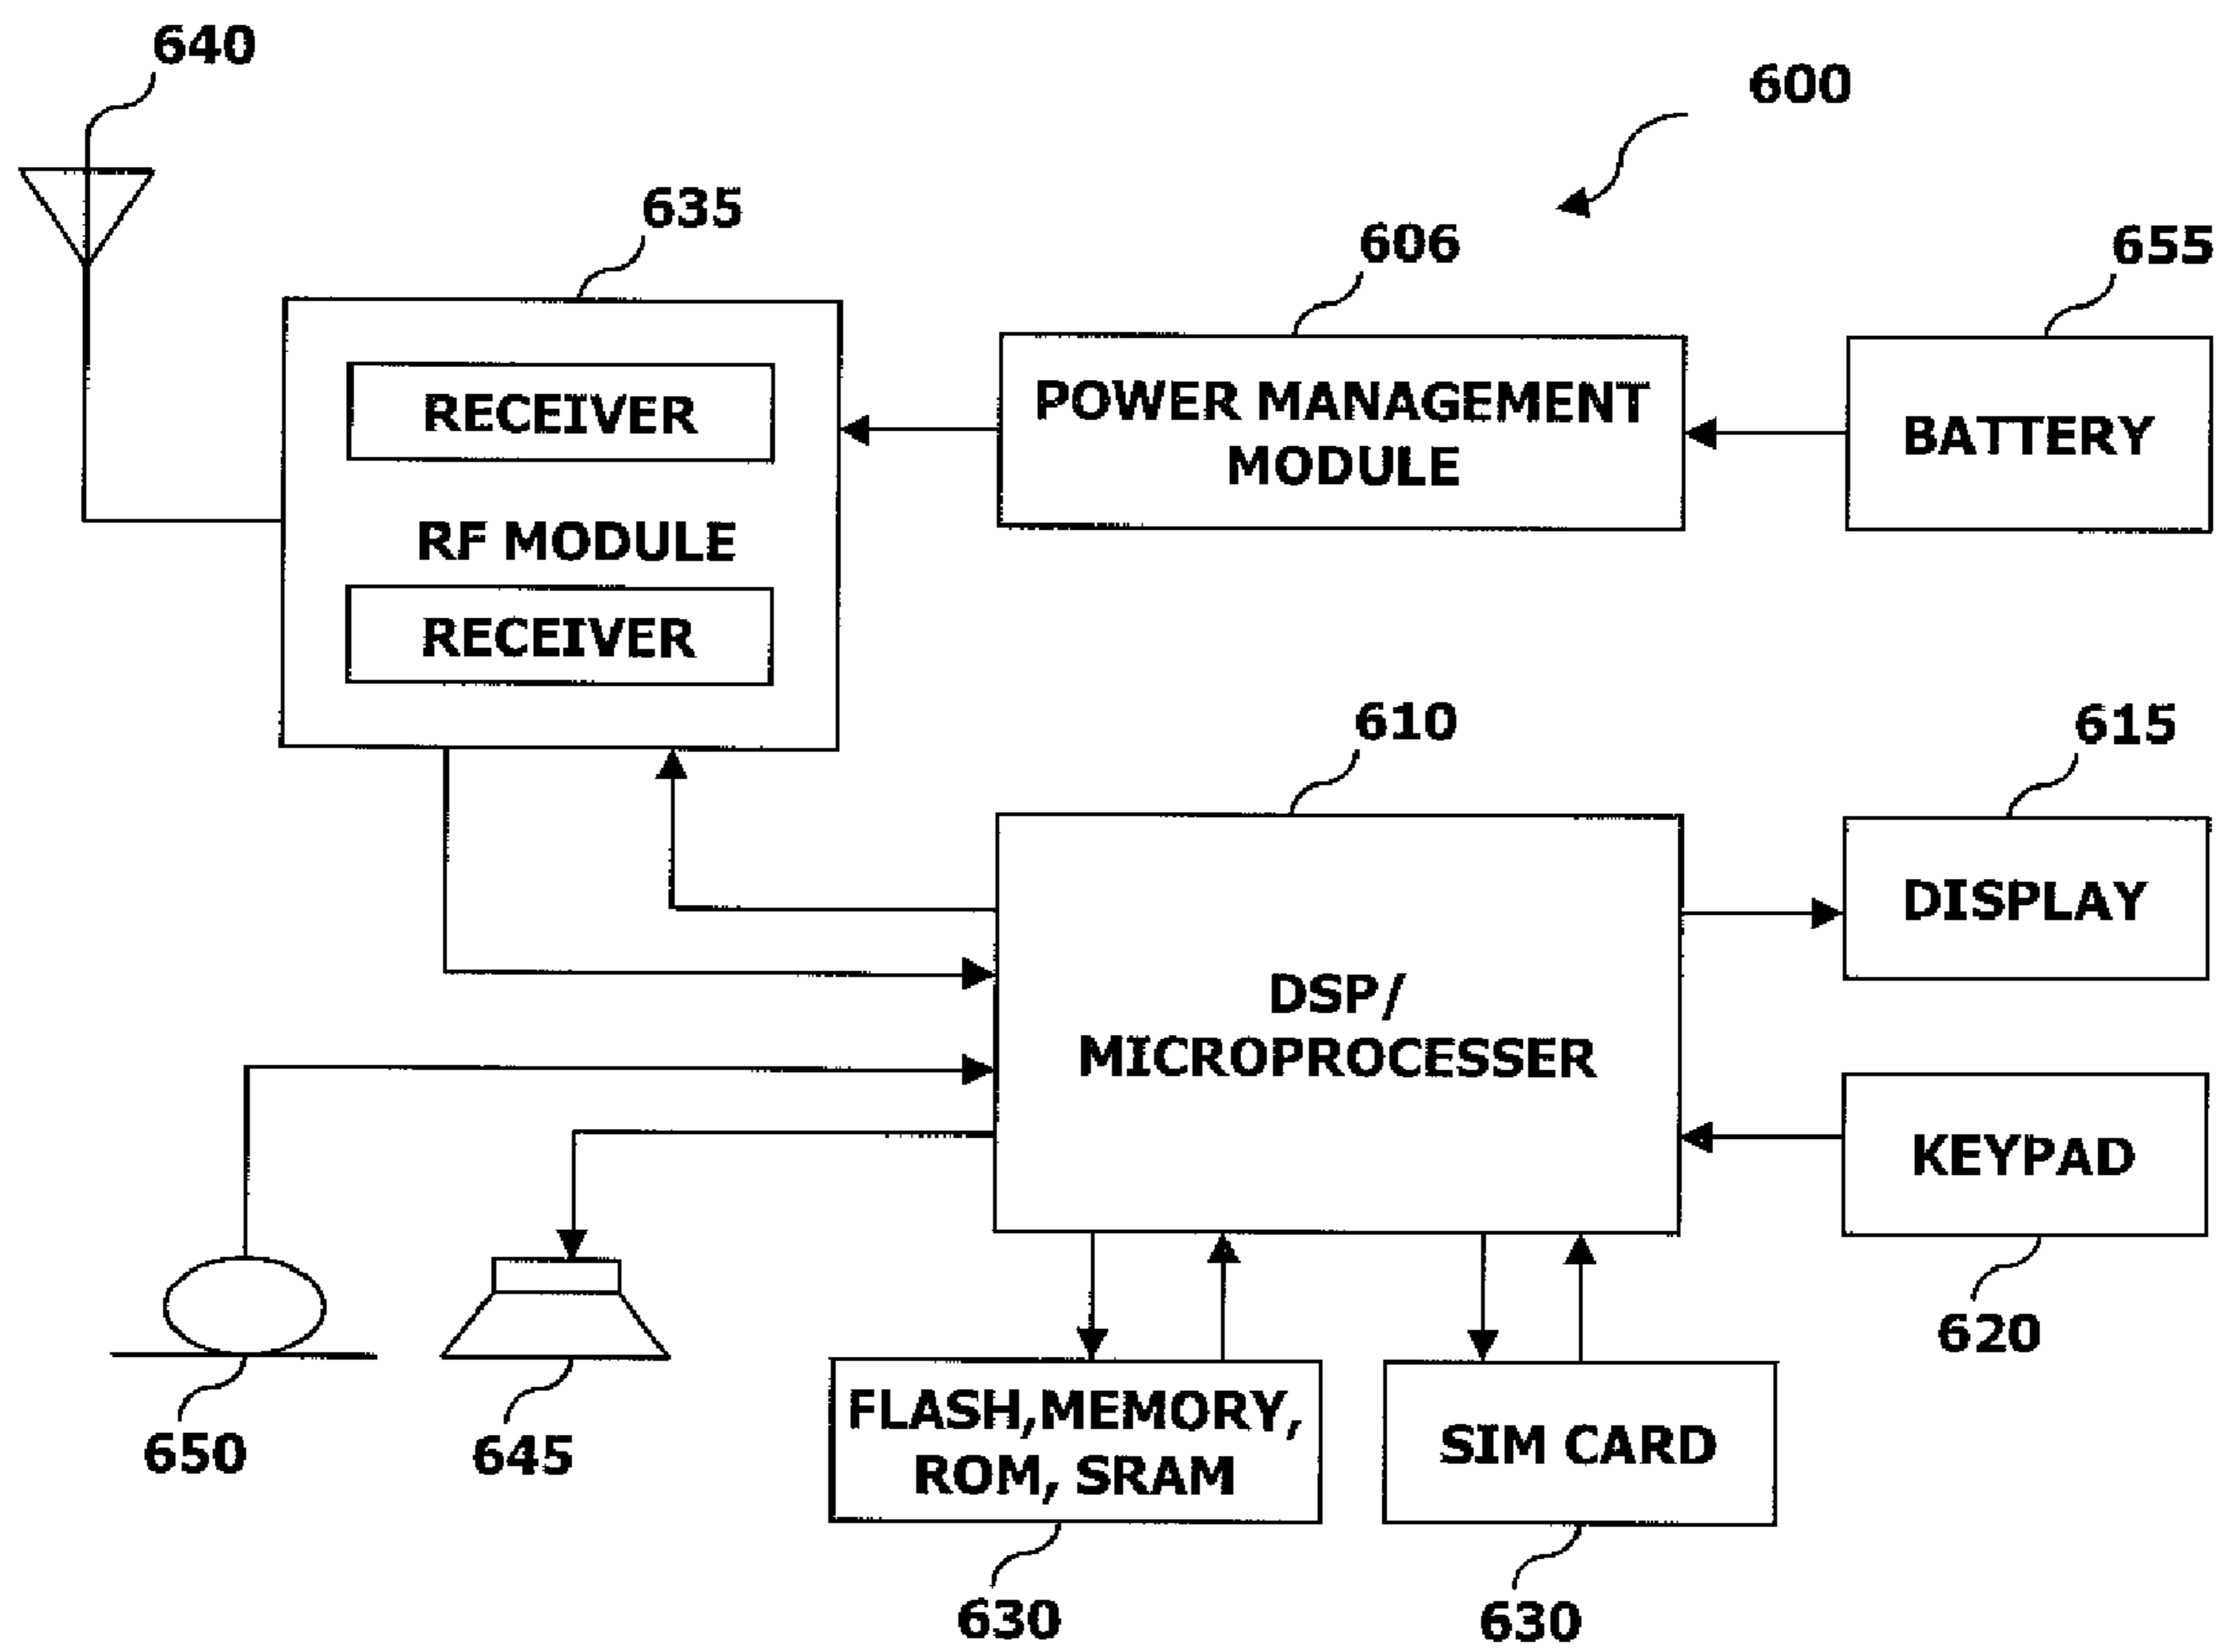 640
600
635
606
655
RECEIVER
RF MODULE
RECEIVER
POWER MANAGEMENT
MODULE
BATTERY
610
615
DSP/
MICROPROCESSER
DISPLAY
KEYPAD
620
650
645
FLASH,MEMORY,
ROM, SRAM
SIM CARD
630
630